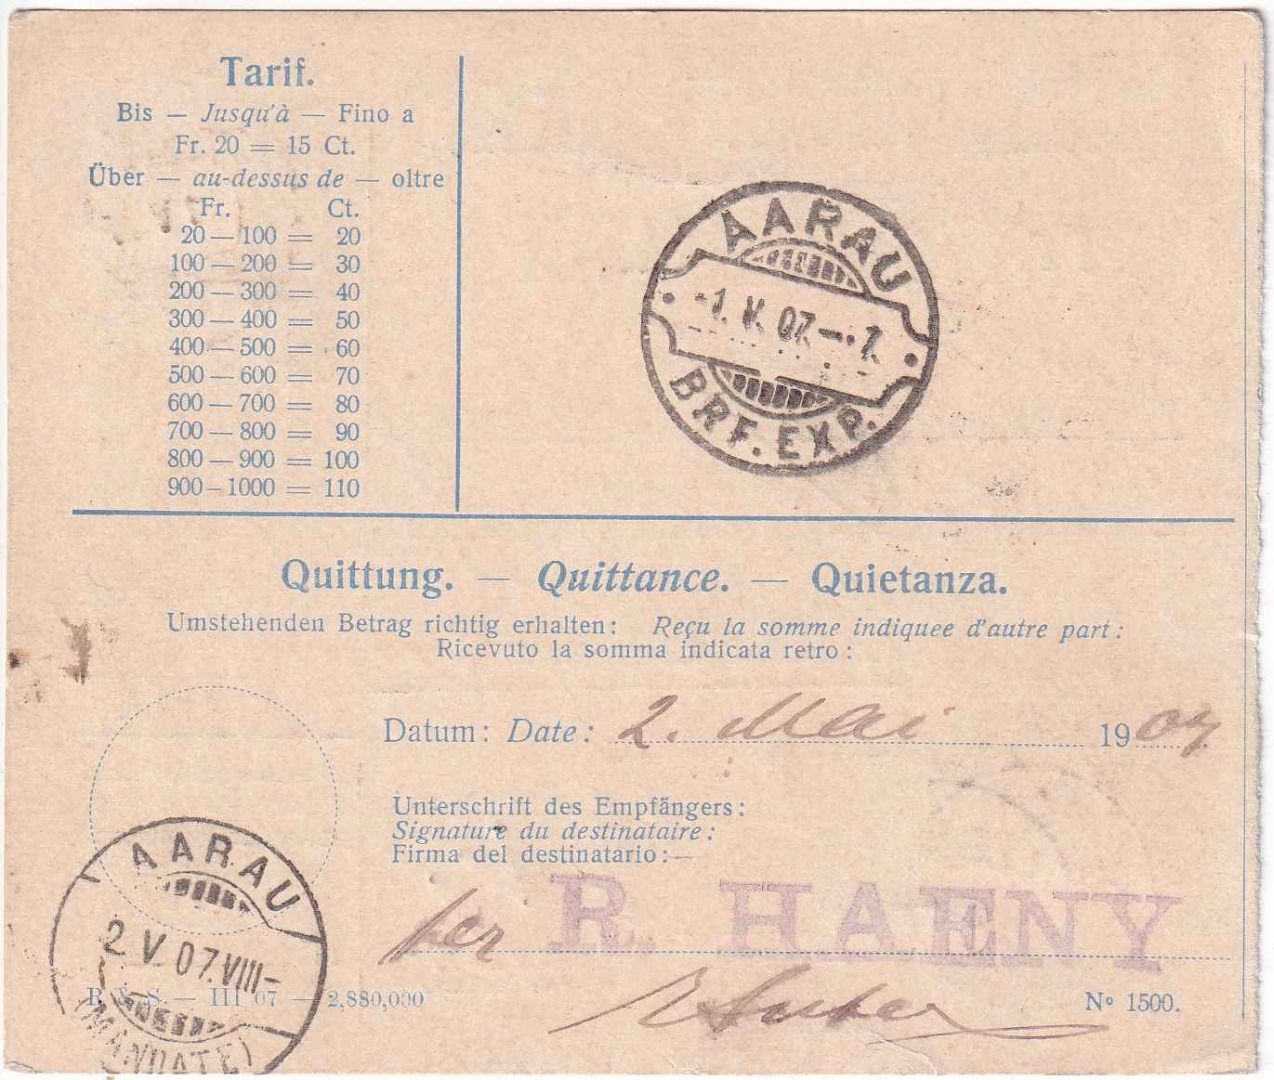 Tarif.
Bis — Jusqu'à — Fino a
Fr. 20 = 15 Ct.
Über — au-dessus de — oltre
Fr. Ct.
20 — 100 = 20
100 — 200 = 30
200 — 300 = 40
300 — 400 = 50
400 — 500 = 60
500 — 600 = 70
600 — 700 = 80
700 — 800 = 90
800 — 900 = 100
900 — 1000 = 110
AARAU
-1. V. 07.—·7.
BRF. EXP.
Quittung. — Quittance. — Quietanza.
Umstehenden Betrag richtig erhalten: Reçu la somme indiquee d'autre part:
Ricevuto la somma indicata retro:
Datum: Date: 2. Mai 1907
Unterschrift des Empfängers:
Signature du destinataire:
Firma del destinatario:—
per R. HAENY
AARAU
2. V. 07. VIII-
(MANDATE)
R. & S. — III 07 — 2,880,000
Nº 1500.